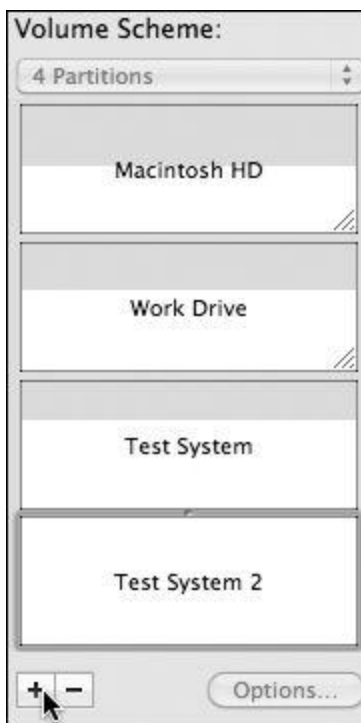 Volume Scheme:
4 Partitions
Macintosh HD
Work Drive
Test System
Test System 2
+ −
Options...